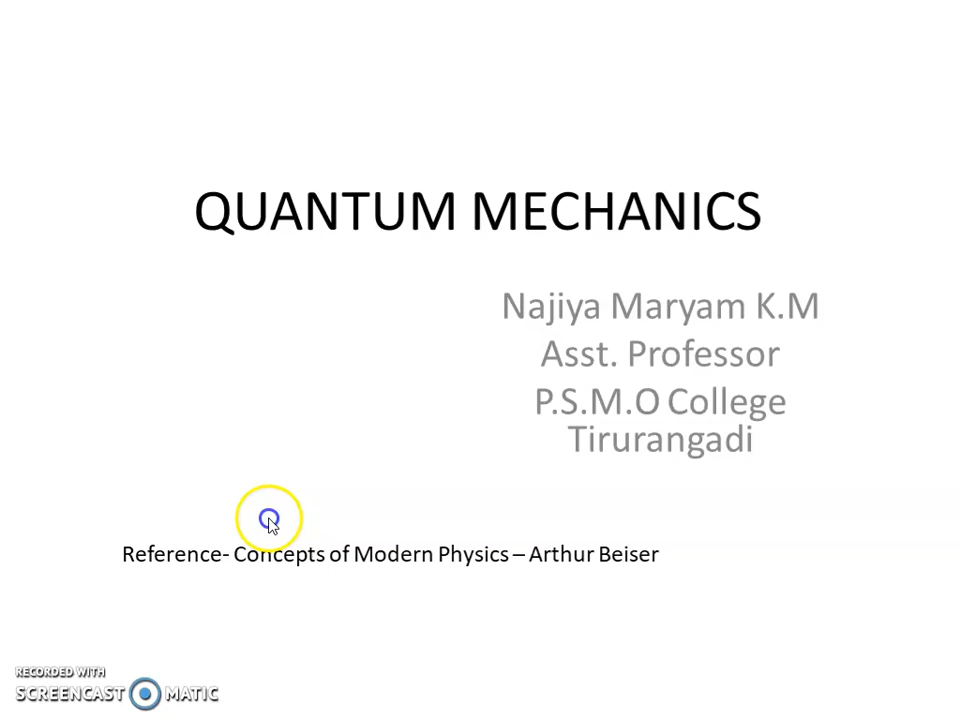 QUANTUM MECHANICS
Najiya Maryam K.M
Asst. Professor
P.S.M.O College
Tirurangadi
Reference- Concepts of Modern Physics – Arthur Beiser
RECORDED WITH
SCREENCAST MATIC